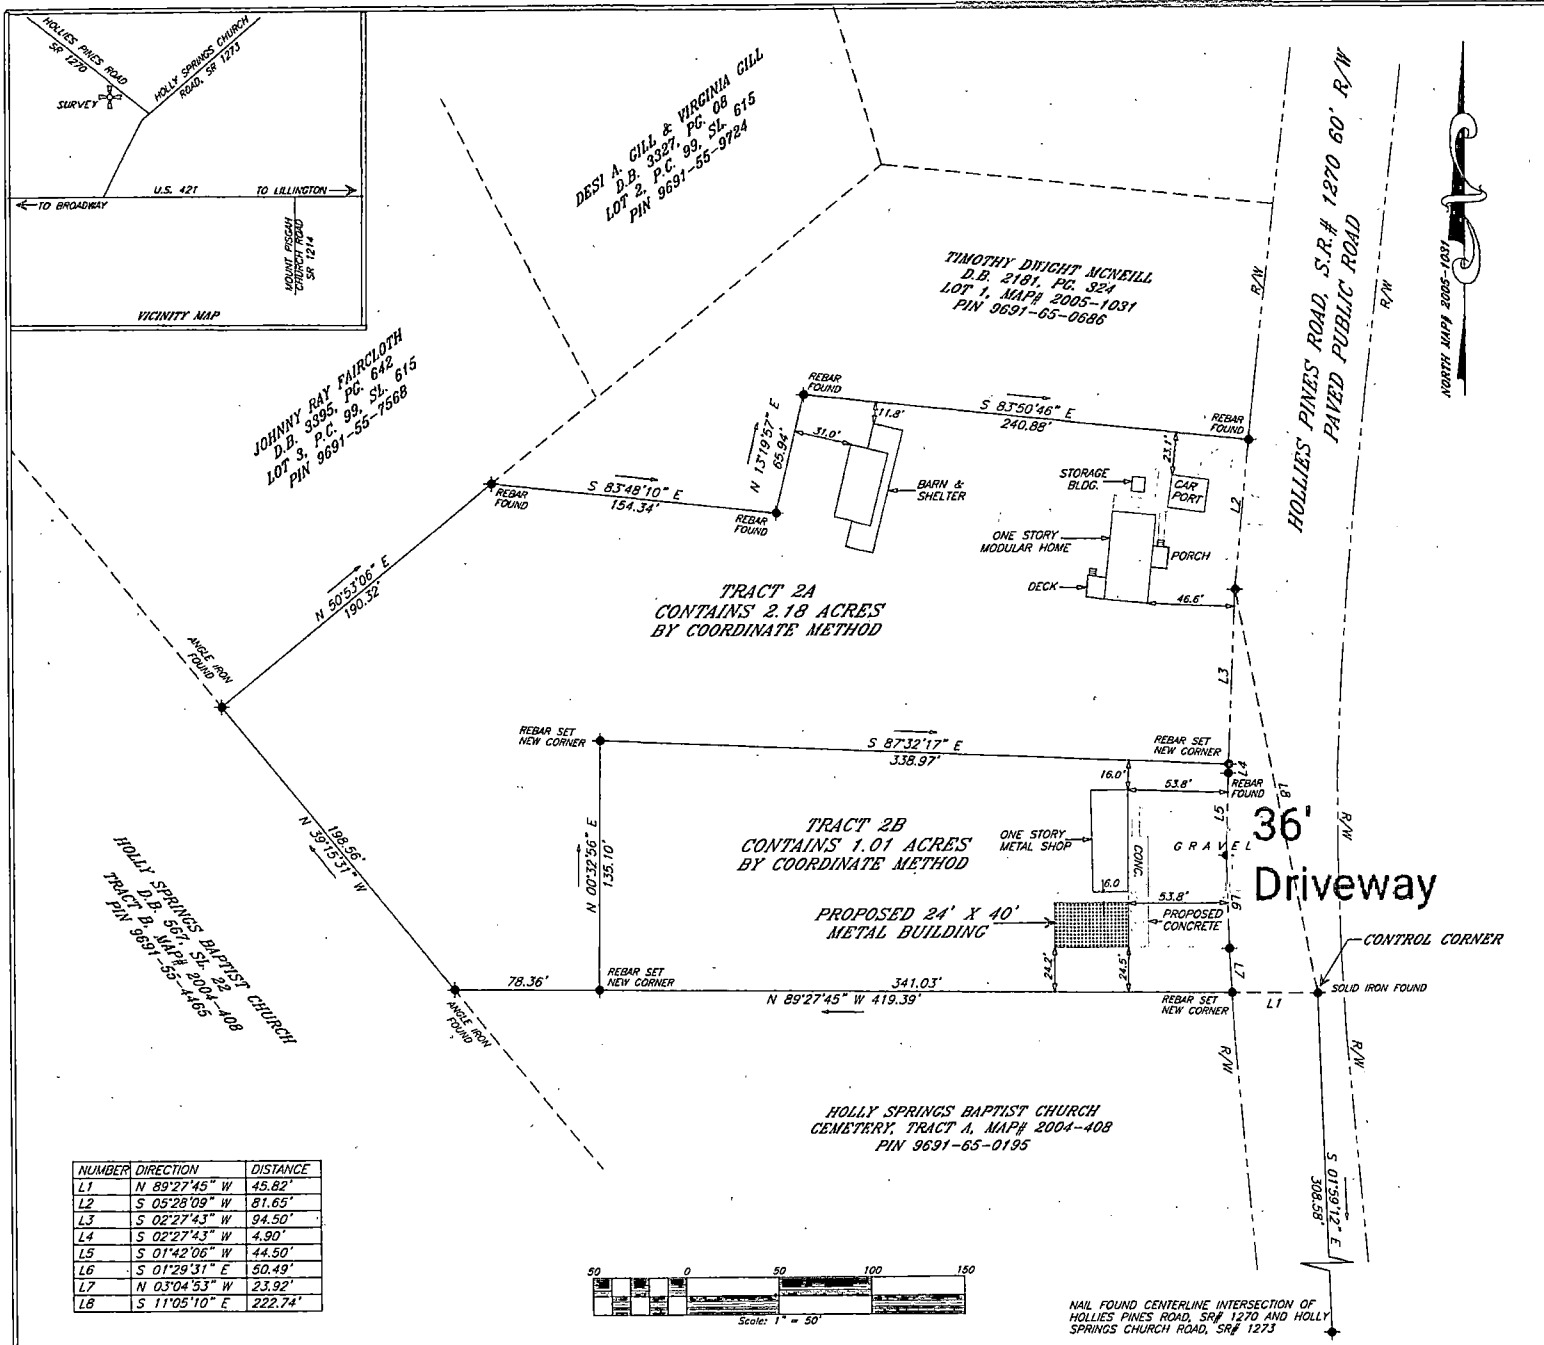 HOLLIES PINES ROAD
SR 1270
HOLLY SPRINGS CHURCH
ROAD, SR 1273
SURVEY
U.S. 421
TO LILLINGTON
TO BROADWAY
MOUNT PISGAH
CHURCH ROAD
SR 1214
VICINITY MAP
DESI A. GILL & VIRGINIA GILL
D.B. 3327, PG. 08
LOT 2, P.C. 99, SL. 615
PIN 9691-55-9724
JOHNNY RAY FAIRCLOTH
D.B. 3395, PG. 642
LOT 3, P.C. 99, SL. 615
PIN 9691-55-7568
TIMOTHY DWIGHT MCNEILL
D.B. 2181, PG. 324
LOT 1, MAP# 2005-1031
PIN 9691-65-0686
R/W
HOLLIES PINES ROAD, S.R.# 1270 60' R/W
PAVED PUBLIC ROAD
R/W
NORTH MAP# 2005-1031
REBAR
FOUND
S 83°50'46" E
240.88'
REBAR
FOUND
11.8'
31.0'
N 13°19'57" E
65.94'
23.1'
BARN &
SHELTER
STORAGE
BLDG.
CAR
PORT
L2
ONE STORY
MODULAR HOME
PORCH
DECK
46.6'
REBAR
FOUND
S 83°48'10" E
154.34'
REBAR
FOUND
N 50°53'06" E
190.32'
TRACT 2A
CONTAINS 2.18 ACRES
BY COORDINATE METHOD
ANGLE IRON
FOUND
L3
REBAR SET
NEW CORNER
S 87°32'17" E
338.97'
REBAR SET
NEW CORNER
L4
REBAR
FOUND
16.0'
53.8'
L8
L5
36'
Driveway
TRACT 2B
CONTAINS 1.01 ACRES
BY COORDINATE METHOD
ONE STORY
METAL SHOP
CONC.
GRAVEL
R/W
N 00°32'56" E
135.10'
198.56'
N 39°15'31" W
6.0
53.8'
L6
PROPOSED 24' X 40'
METAL BUILDING
PROPOSED
CONCRETE
24.2'
24.5'
L7
CONTROL CORNER
SOLID IRON FOUND
HOLLY SPRINGS BAPTIST CHURCH
D.B. 567, SL. 22
TRACT B, MAP# 2004-408
PIN 9691-55-4465
78.36'
REBAR SET
NEW CORNER
341.03'
N 89°27'45" W 419.39'
REBAR SET
NEW CORNER
L1
ANGLE IRON
FOUND
R/W
R/W
HOLLY SPRINGS BAPTIST CHURCH
CEMETERY, TRACT A, MAP# 2004-408
PIN 9691-65-0195
S 01°59'12" E
308.58'
NUMBER DIRECTION DISTANCE
L1 N 89°27'45" W 45.82'
L2 S 05°28'09" W 81.65'
L3 S 02°27'43" W 94.50'
L4 S 02°27'43" W 4.90'
L5 S 01°42'06" W 44.50'
L6 S 01°29'31" E 50.49'
L7 N 03°04'53" W 23.92'
L8 S 11°05'10" E 222.74'
50 0 50 100 150
Scale: 1" = 50'
NAIL FOUND CENTERLINE INTERSECTION OF
HOLLIES PINES ROAD, SR# 1270 AND HOLLY
SPRINGS CHURCH ROAD, SR# 1273